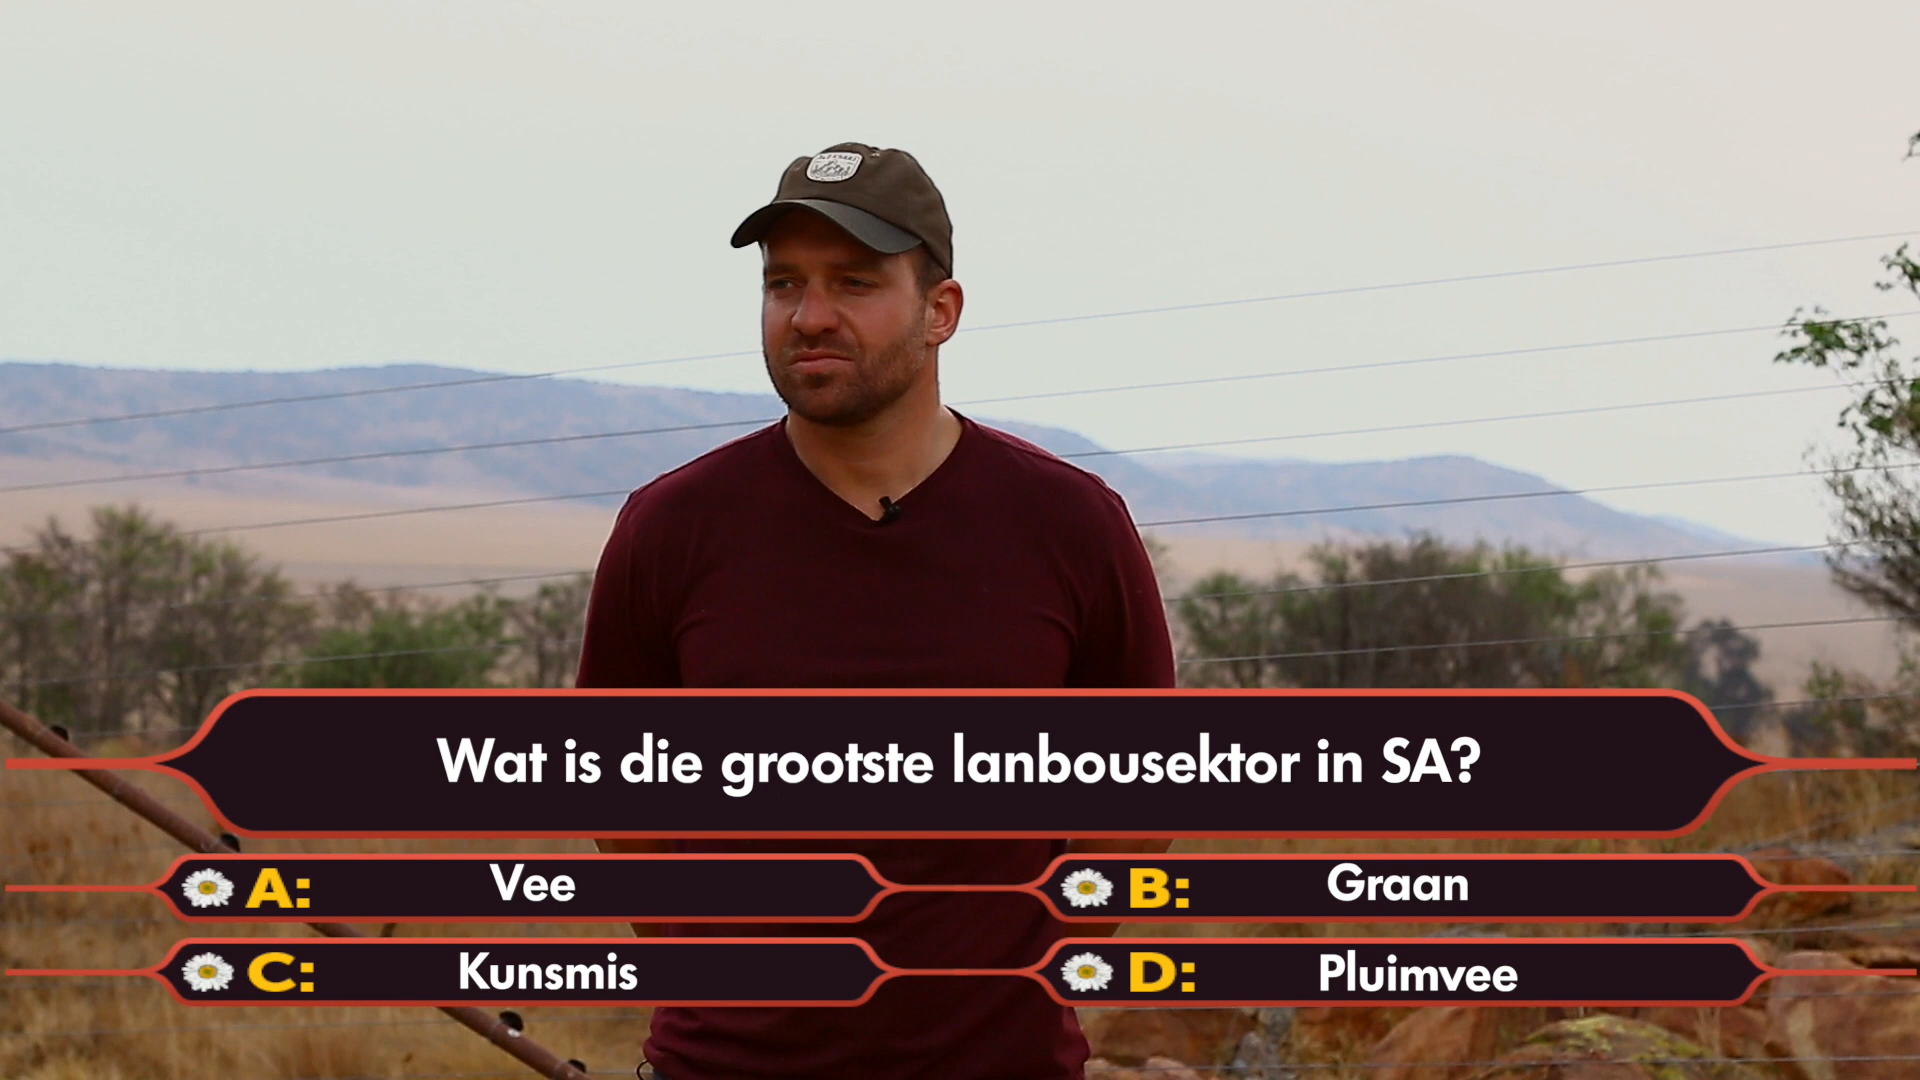 Wat is die grootste lanbousektor in SA?
A: Vee
B: Graan
C: Kunsmis
D: Pluimvee